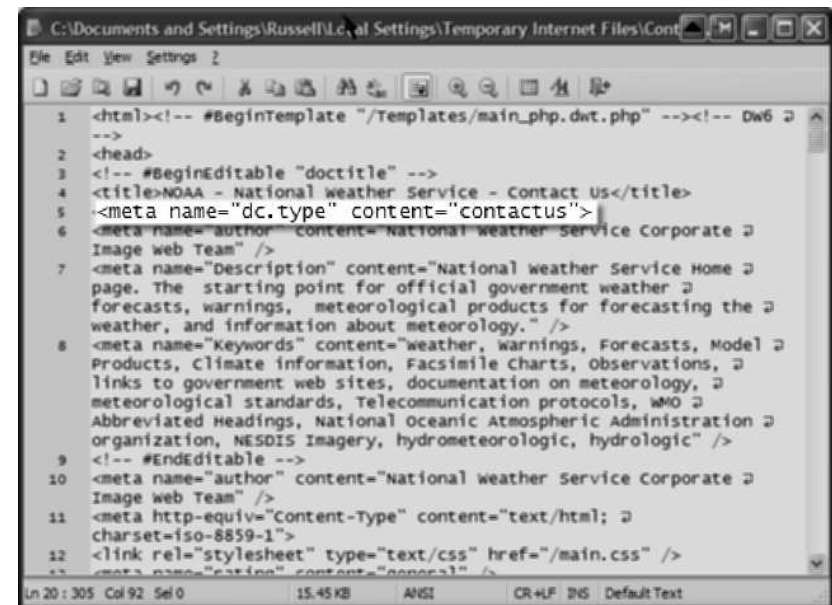 C:\Documents and Settings\Russell\Local Settings\Temporary Internet Files\Cont
File Edit View Settings ?
1 <html><!-- #BeginTemplate "/Templates/main_php.dwt.php" --><!-- DW6
-->
2 <head>
3 <!-- #BeginEditable "doctitle" -->
4 <title>NOAA - National Weather Service - Contact Us</title>
5 <meta name="dc.type" content="contactus">
6 <meta name="author" content="National Weather Service Corporate
Image Web Team" />
7 <meta name="Description" content="National Weather Service Home
page. The starting point for official government weather
forecasts, warnings, meteorological products for forecasting the
weather, and information about meteorology." />
8 <meta name="Keywords" content="weather, Warnings, Forecasts, Model
Products, Climate information, Facsimile Charts, Observations,
links to government web sites, documentation on meteorology,
meteorological standards, Telecommunication protocols, WMO
Abbreviated Headings, National Oceanic Atmospheric Administration
organization, NESDIS Imagery, hydrometeorologic, hydrologic" />
9 <!-- #EndEditable -->
10 <meta name="author" content="National Weather Service Corporate
Image Web Team" />
11 <meta http-equiv="Content-Type" content="text/html;
charset=iso-8859-1">
12 <link rel="stylesheet" type="text/css" href="/main.css" />
13 <meta name="rating" content="general" />
Ln 20 : 305 Col 92 Sel 0 15.45 KB ANSI CR+LF INS Default Text